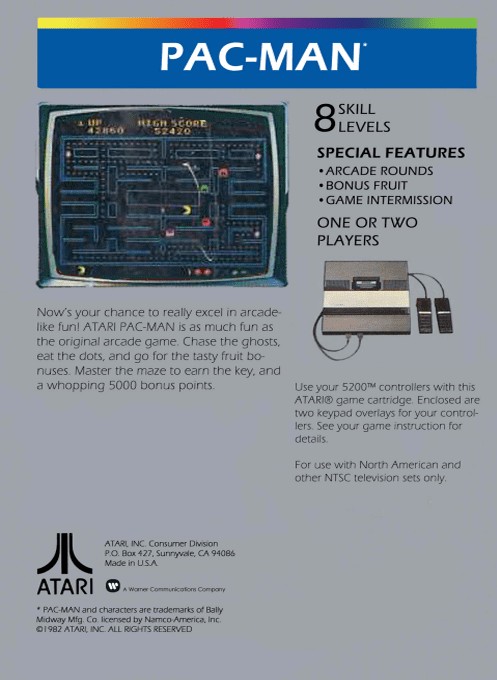 PAC-MAN*
1 UP HIGH SCORE
42860 52420
8 SKILL
LEVELS
SPECIAL FEATURES
• ARCADE ROUNDS
• BONUS FRUIT
• GAME INTERMISSION
ONE OR TWO
PLAYERS
Now's your chance to really excel in arcade-
like fun! ATARI PAC-MAN is as much fun as
the original arcade game. Chase the ghosts,
eat the dots, and go for the tasty fruit bo-
nuses. Master the maze to earn the key, and
a whopping 5000 bonus points.
Use your 5200™ controllers with this
ATARI® game cartridge. Enclosed are
two keypad overlays for your control-
lers. See your game instruction for
details.
For use with North American and
other NTSC television sets only.
ATARI, INC. Consumer Division
P.O. Box 427, Sunnyvale, CA 94086
Made in U.S.A.
ATARI
A Warner Communications Company
* PAC-MAN and characters are trademarks of Bally
Midway Mfg. Co. licensed by Namco-America, Inc.
©1982 ATARI, INC. ALL RIGHTS RESERVED